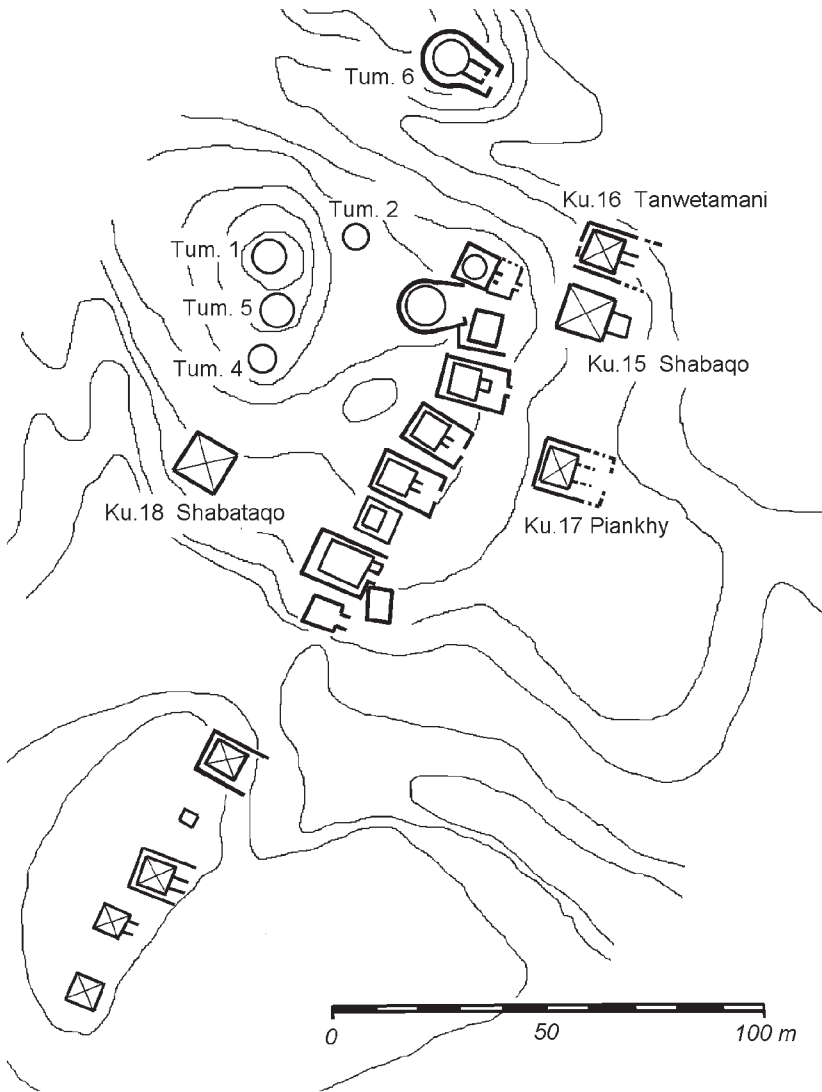 Tum. 6
Ku.16 Tanwetamani
Tum. 2
Tum. 1
Tum. 5
Tum. 4
Ku.15 Shabaqo
Ku.18 Shabataqo
Ku.17 Piankhy
0
50
100 m